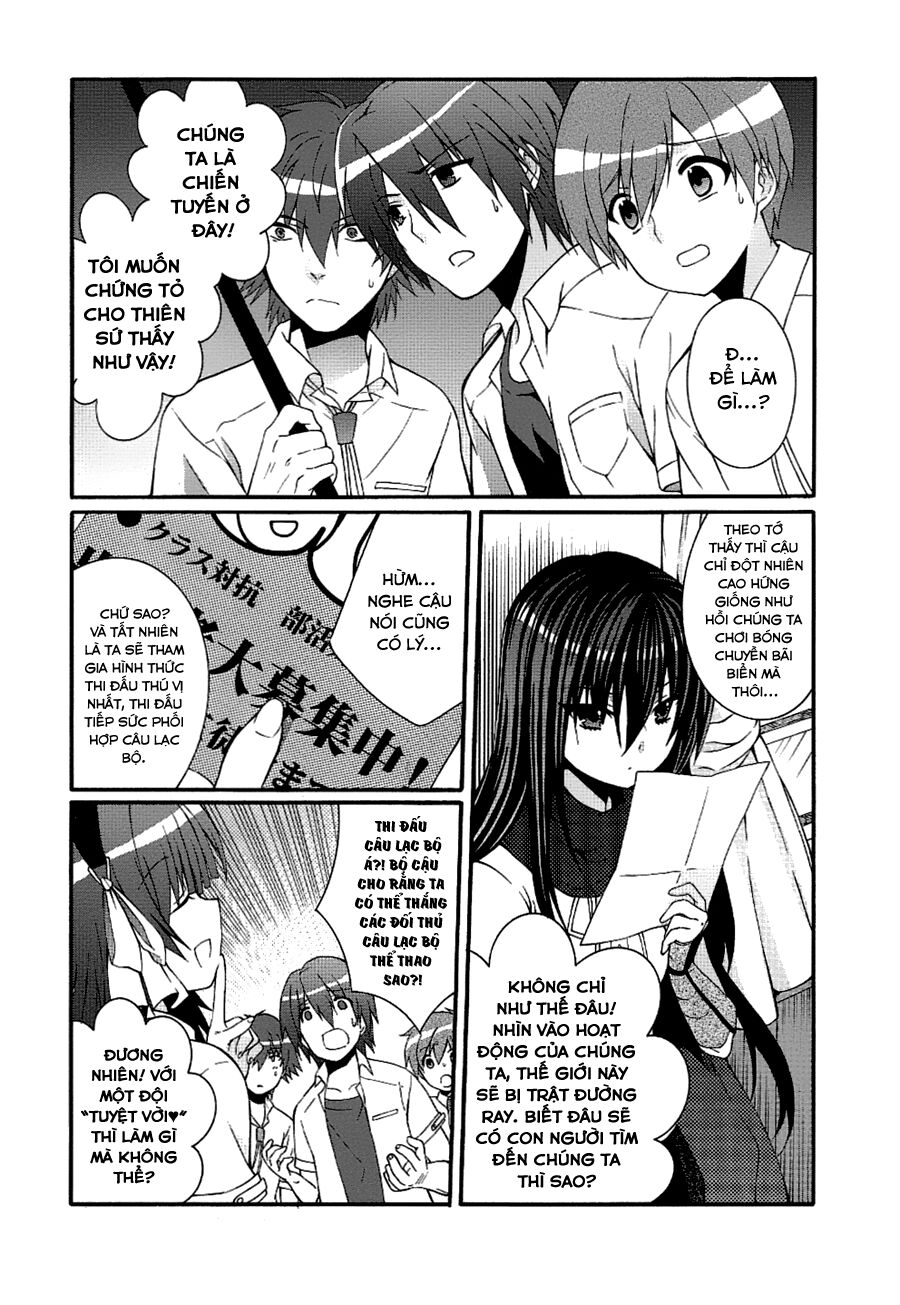 Đ...
ĐỂ LÀM
GÌ...?
CHÚNG
TA LÀ
CHIẾN
TUYẾN Ở
ĐÂY!
TÔI MUỐN
CHỨNG TỎ
CHO THIÊN
SỨ THẤY
NHƯ VẬY!
THEO TỚ
THẤY THÌ CẬU
CHỈ ĐỘT NHIÊN
CAO HỨNG
GIỐNG NHƯ
HỒI CHÚNG TA
CHƠI BÓNG
CHUYỀN BÃI
BIỂN MÀ
THÔI...
KHÔNG CHỈ
NHƯ THẾ ĐÂU!
NHÌN VÀO HOẠT
ĐỘNG CỦA CHÚNG
TA, THẾ GIỚI NÀY
SẼ BỊ TRẬT ĐƯỜNG
RAY. BIẾT ĐÂU SẼ
CÓ CON NGƯỜI TÌM
ĐẾN CHÚNG TA
THÌ SAO?
HỪM...
NGHE CẬU
NÓI CŨNG
CÓ LÝ...
クラス対抗
部活
大募集中!
CHỨ SAO?
VÀ TẤT NHIÊN
LÀ TA SẼ THAM
GIA HÌNH THỨC
THI ĐẤU THÚ VỊ
NHẤT, THI ĐẤU
TIẾP SỨC PHỐI
HỢP CÂU LẠC
BỘ.
THI ĐẤU
CÂU LẠC BỘ
Á?! BỘ CẬU
CHO RẰNG TA
CÓ THỂ THẮNG
CÁC ĐỐI THỦ
CÂU LẠC BỘ
THỂ THAO
SAO?!
ĐƯƠNG
NHIÊN! VỚI
MỘT ĐỘI
"TUYỆT VỜI♥"
THÌ LÀM GÌ
MÀ KHÔNG
THỂ?